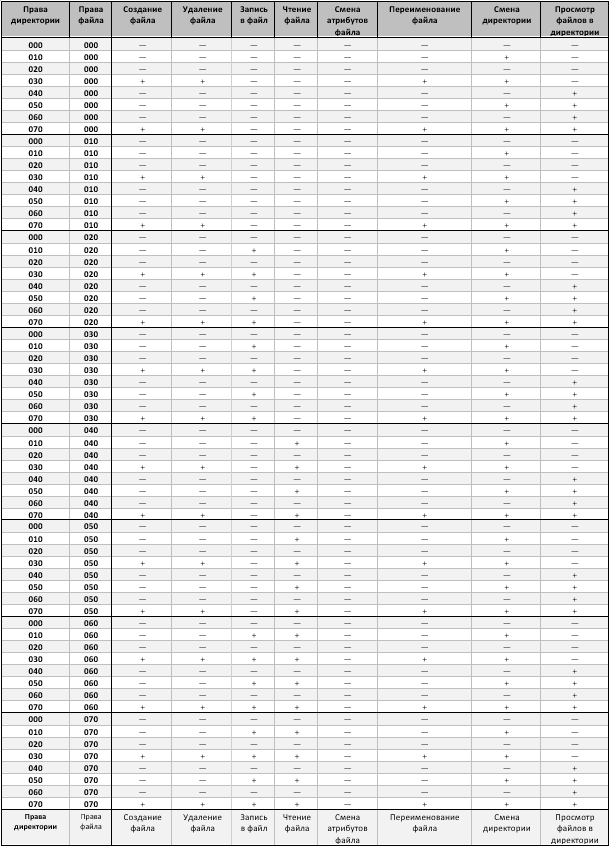 Права директории Права файла Создание файла Удаление файла Запись в файл Чтение файла Смена атрибутов файла Переименование файла Смена директории Просмотр файлов в директории
000 000 — — — — — — — —
010 000 — — — — — — + —
020 000 — — — — — — — —
030 000 + + — — — + + —
040 000 — — — — — — — +
050 000 — — — — — — + +
060 000 — — — — — — — +
070 000 + + — — — + + +
000 010 — — — — — — — —
010 010 — — — — — — + —
020 010 — — — — — — — —
030 010 + + — — — + + —
040 010 — — — — — — — +
050 010 — — — — — — + +
060 010 — — — — — — — +
070 010 + + — — — + + +
000 020 — — — — — — — —
010 020 — — + — — — + —
020 020 — — — — — — — —
030 020 + + + — — + + —
040 020 — — — — — — — +
050 020 — — + — — — + +
060 020 — — — — — — — +
070 020 + + + — — + + +
000 030 — — — — — — — —
010 030 — — + — — — + —
020 030 — — — — — — — —
030 030 + + + — — + + —
040 030 — — — — — — — +
050 030 — — + — — — + +
060 030 — — — — — — — +
070 030 + + + — — + + +
000 040 — — — — — — — —
010 040 — — — + — — + —
020 040 — — — — — — — —
030 040 + + — + — + + —
040 040 — — — — — — — +
050 040 — — — + — — + +
060 040 — — — — — — — +
070 040 + + — + — + + +
000 050 — — — — — — — —
010 050 — — — + — — + —
020 050 — — — — — — — —
030 050 + + — + — + + —
040 050 — — — — — — — +
050 050 — — — + — — + +
060 050 — — — — — — — +
070 050 + + — + — + + +
000 060 — — — — — — — —
010 060 — — + + — — + —
020 060 — — — — — — — —
030 060 + + + + — + + —
040 060 — — — — — — — +
050 060 — — + + — — + +
060 060 — — — — — — — +
070 060 + + + + — + + +
000 070 — — — — — — — —
010 070 — — + + — — + —
020 070 — — — — — — — —
030 070 + + + + — + + —
040 070 — — — — — — — +
050 070 — — + + — — + +
060 070 — — — — — — — +
070 070 + + + + — + + +
Права директории Права файла Создание файла Удаление файла Запись в файл Чтение файла Смена атрибутов файла Переименование файла Смена директории Просмотр файлов в директории